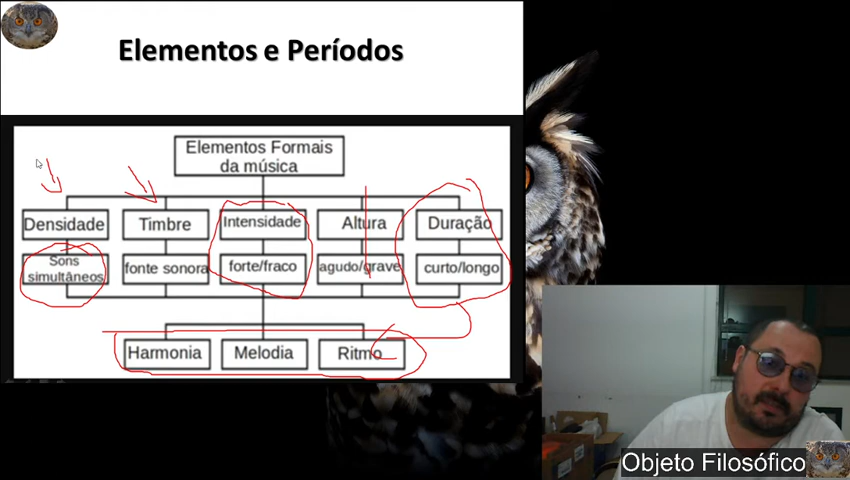 Elementos e Períodos
Elementos Formais
da música
Densidade
Timbre
Intensidade
Altura
Duração
Sons
simultâneos
fonte sonora
forte/fraco
agudo/grave
curto/longo
Harmonia
Melodia
Ritmo
Objeto Filosófico